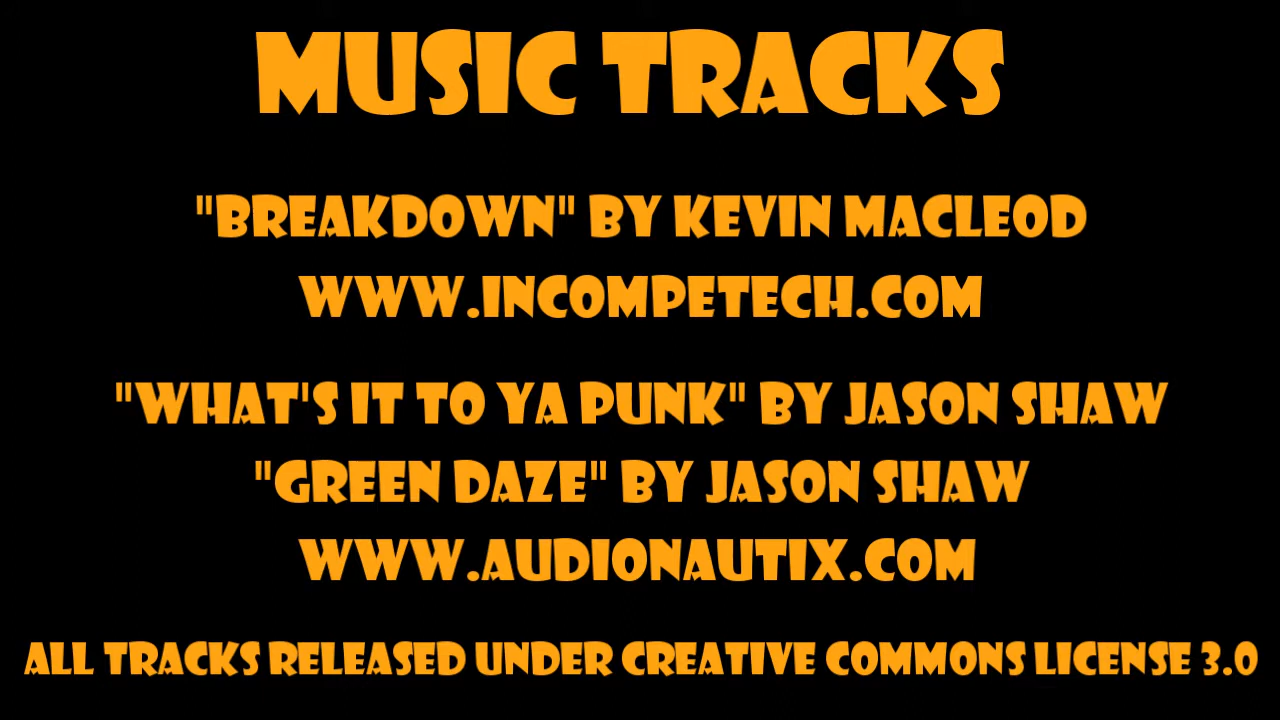 MUSIC TRACKS
"BREAKDOWN" BY KEVIN MACLEOD
WWW.INCOMPETECH.COM
"WHAT'S IT TO YA PUNK" BY JASON SHAW
"GREEN DAZE" BY JASON SHAW
WWW.AUDIONAUTIX.COM
ALL TRACKS RELEASED UNDER CREATIVE COMMONS LICENSE 3.0